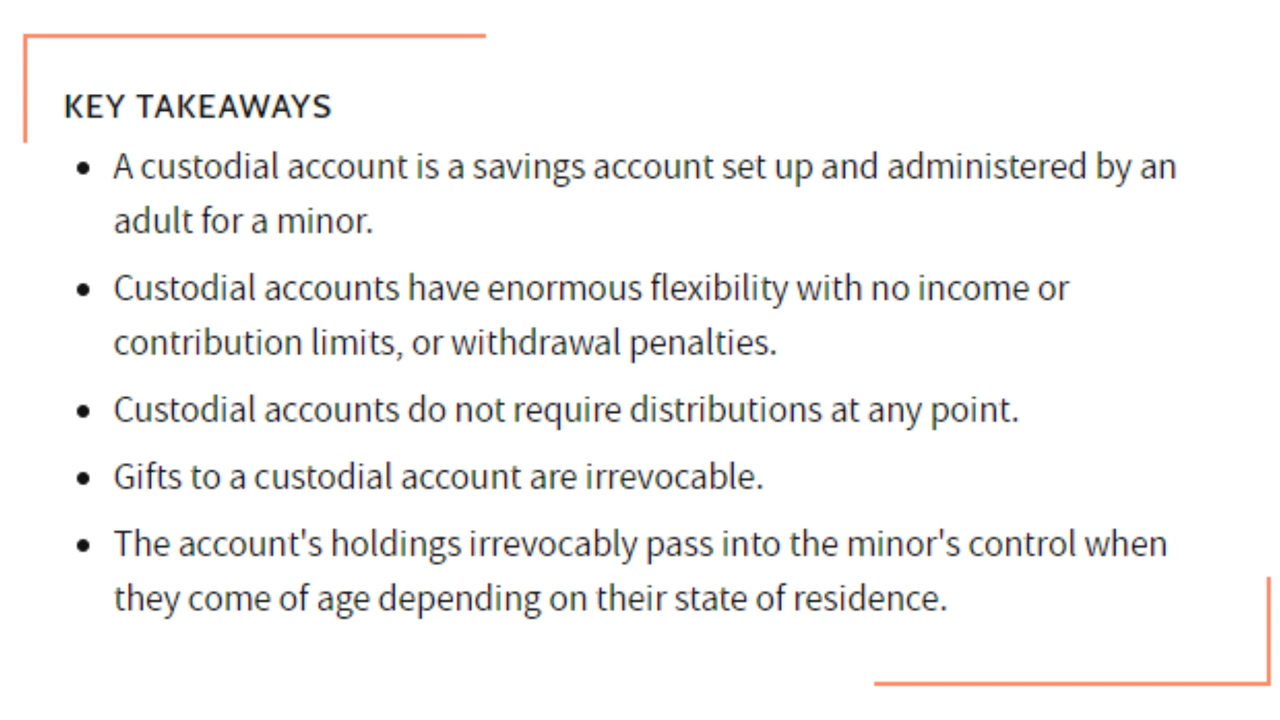 KEY TAKEAWAYS
A custodial account is a savings account set up and administered by an
adult for a minor.
Custodial accounts have enormous flexibility with no income or
contribution limits, or withdrawal penalties.
Custodial accounts do not require distributions at any point.
Gifts to a custodial account are irrevocable.
The account's holdings irrevocably pass into the minor's control when
they come of age depending on their state of residence.